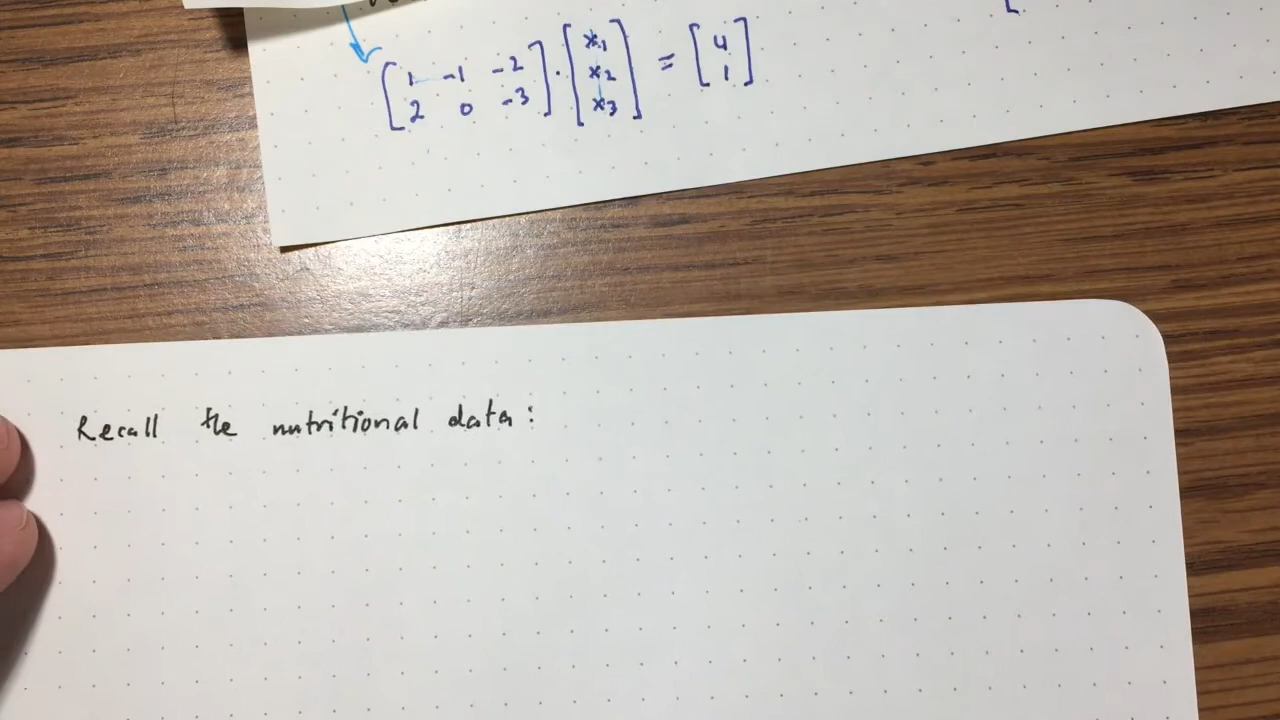 [1 -1 -2] · [x1] = [4]
[2 0 -3] [x2] [1]
[x3]
Recall the nutritional data: